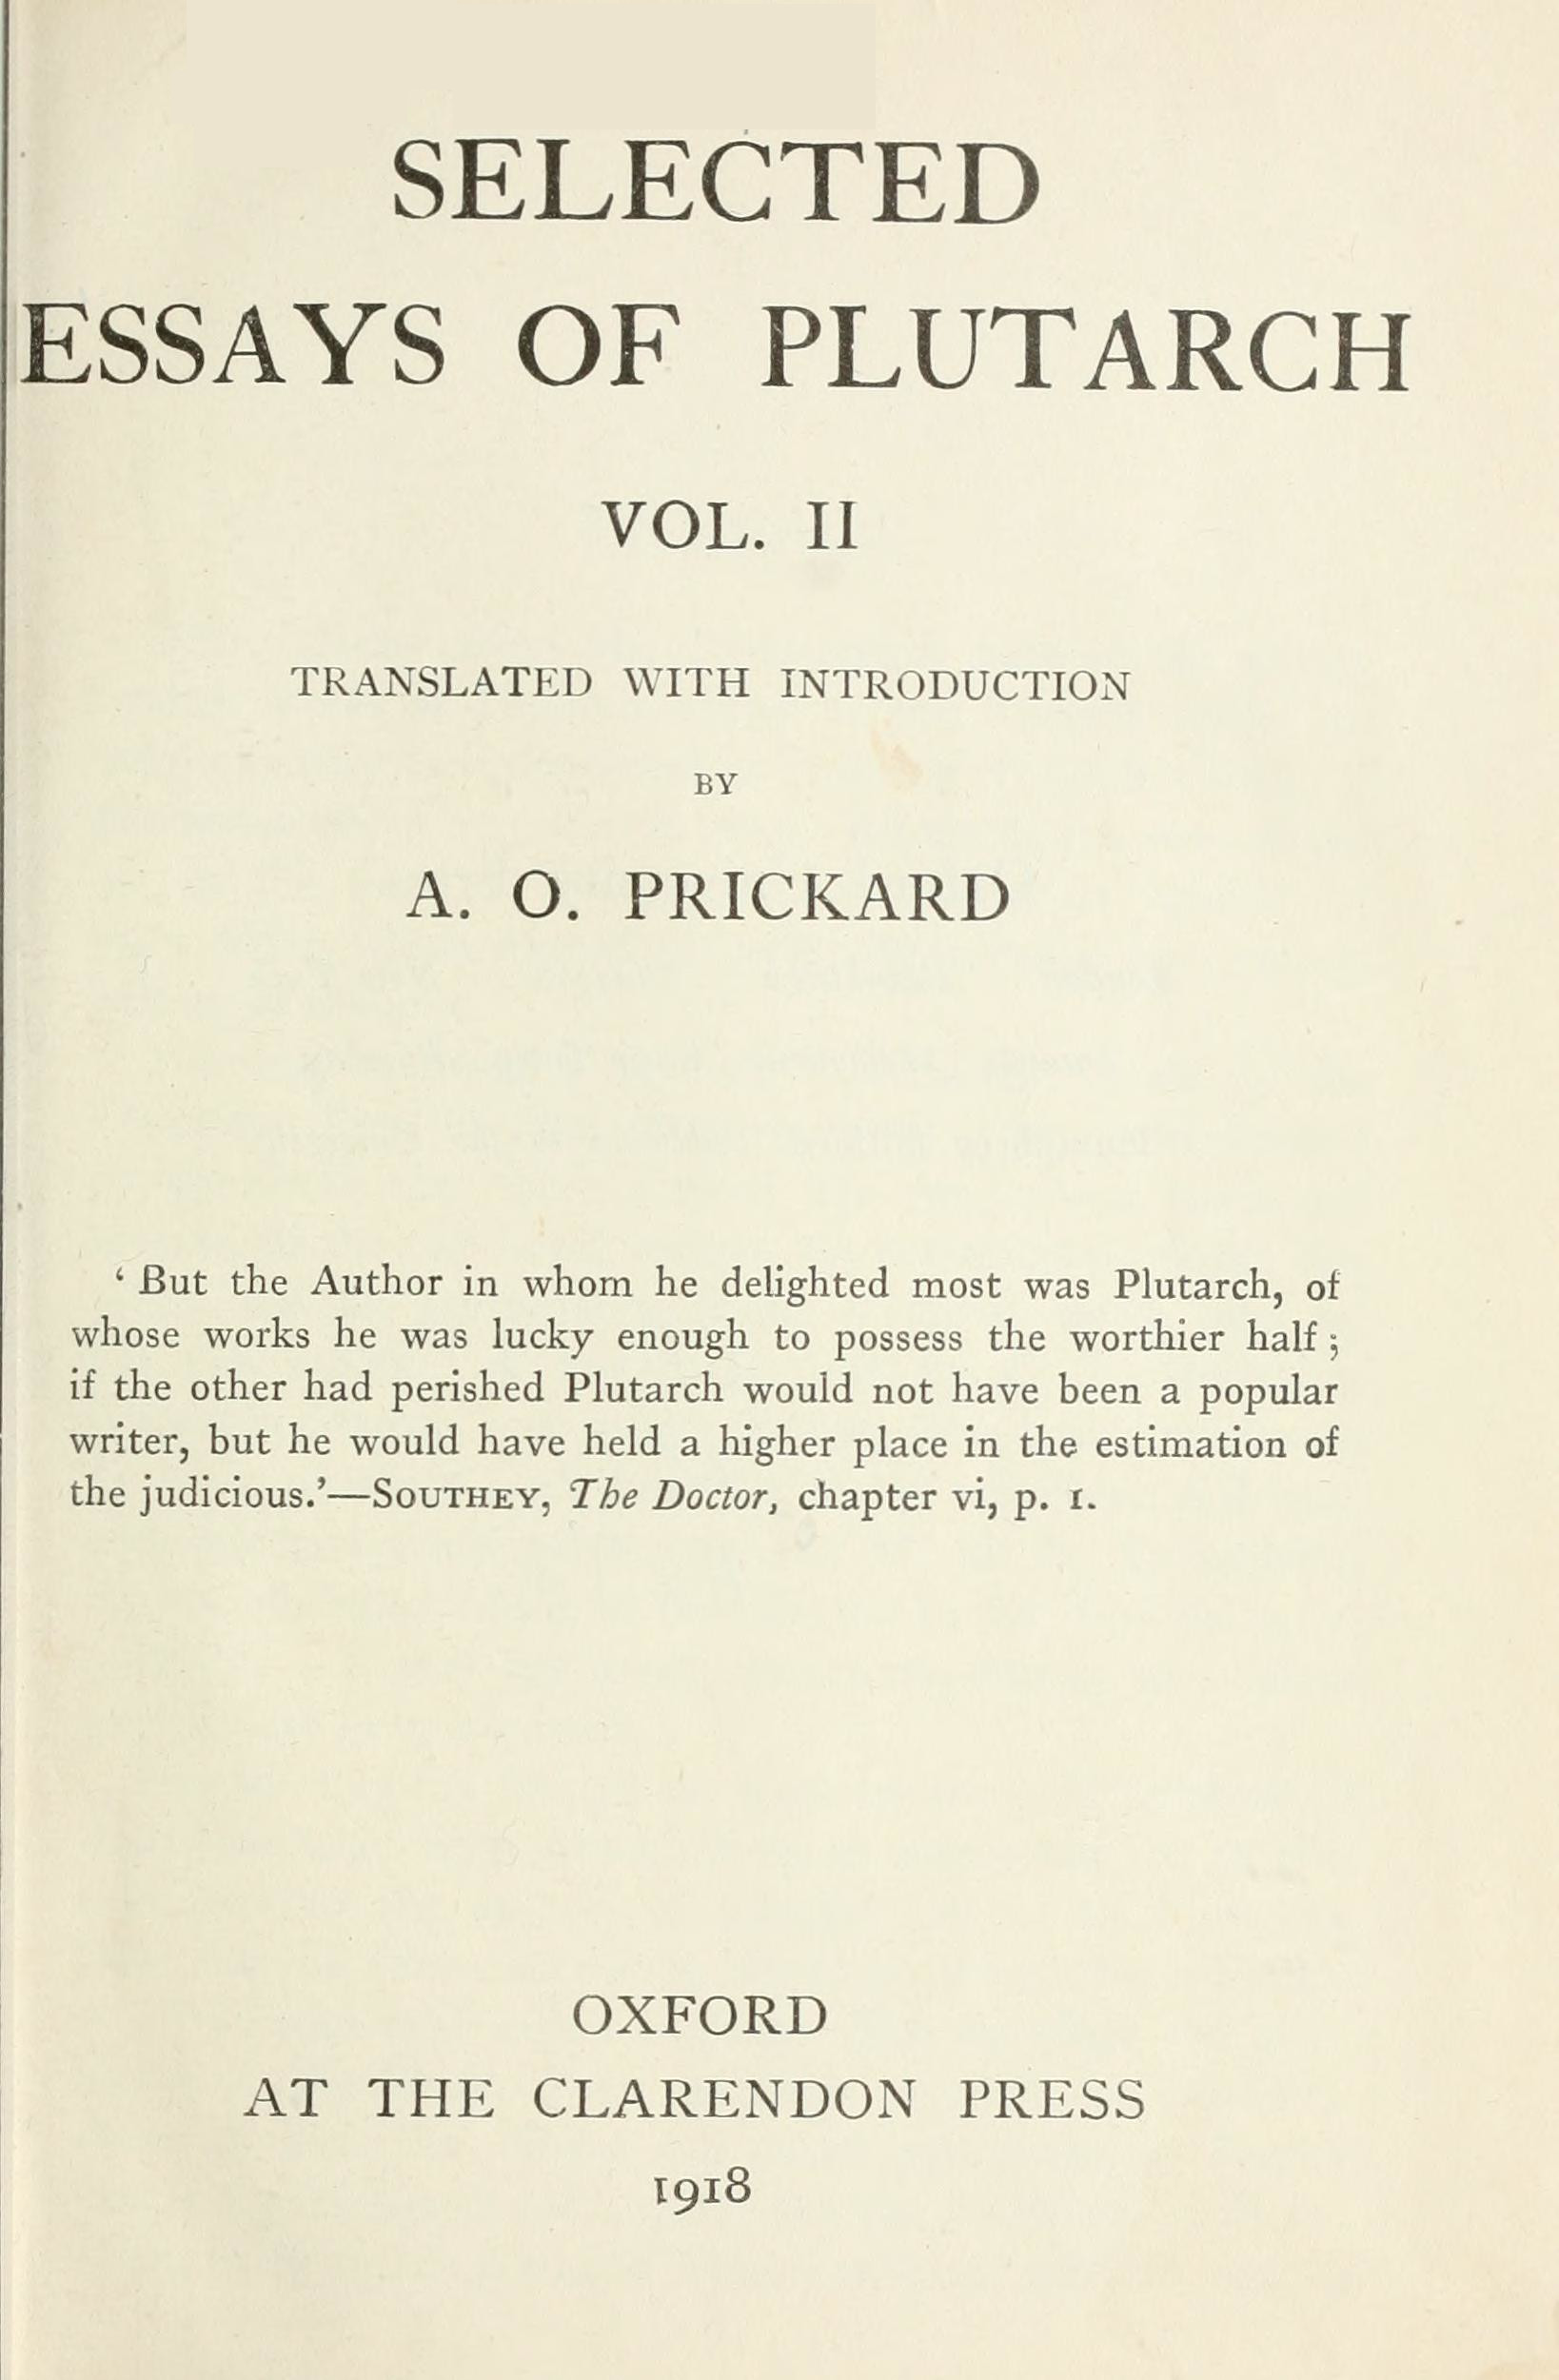 SELECTED
ESSAYS OF PLUTARCH
VOL. II
TRANSLATED WITH INTRODUCTION
BY
A. O. PRICKARD
‘ But the Author in whom he delighted most was Plutarch, of
whose works he was lucky enough to possess the worthier half ;
if the other had perished Plutarch would not have been a popular
writer, but he would have held a higher place in the estimation of
the judicious.’—SOUTHEY, The Doctor, chapter vi, p. 1.
OXFORD
AT THE CLARENDON PRESS
1918